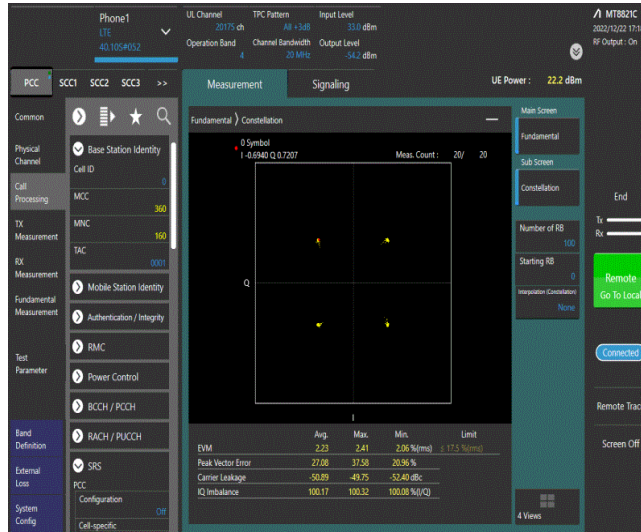 Phone1
LTE
40.10S#052
UL Channel
20175 ch
TPC Pattern
All +3dB
Input Level
33.0 dBm
Operation Band
4
Channel Bandwidth
20 MHz
Output Level
-54.2 dBm
MT8821C
2022/12/22 17:1
RF Output : On
PCC
SCC1
SCC2
SCC3
>>
Measurement
Signaling
UE Power : 22.2 dBm
Common
Physical
Channel
Call
Processing
TX
Measurement
RX
Measurement
Fundamental
Measurement
Test
Parameter
Band
Definition
External
Loss
System
Config
Base Station Identity
Cell ID
0
MCC
360
MNC
160
TAC
0001
Mobile Station Identity
Authentication / Integrity
RMC
Power Control
BCCH / PCCH
RACH / PUCCH
SRS
PCC
Configuration
Off
Cell-specific
Fundamental 〉 Constellation
0 Symbol
I -0.6940 Q 0.7207
Meas. Count : 20/ 20
Q
I
Avg. Max. Min. Limit
EVM 2.23 2.41 2.06 %(rms) ≤ 17.5 %(rms)
Peak Vector Error 27.08 37.58 20.96 %
Carrier Leakage -50.89 -49.75 -52.40 dBc
IQ Imbalance 100.17 100.32 100.08 %(I/Q)
Main Screen
Fundamental
Sub Screen
Constellation
Number of RB
100
Starting RB
0
Interpolation (Constellation)
None
4 Views
End
Tx
Rx
Remote
Go To Local
Connected
Remote Trac
Screen Off